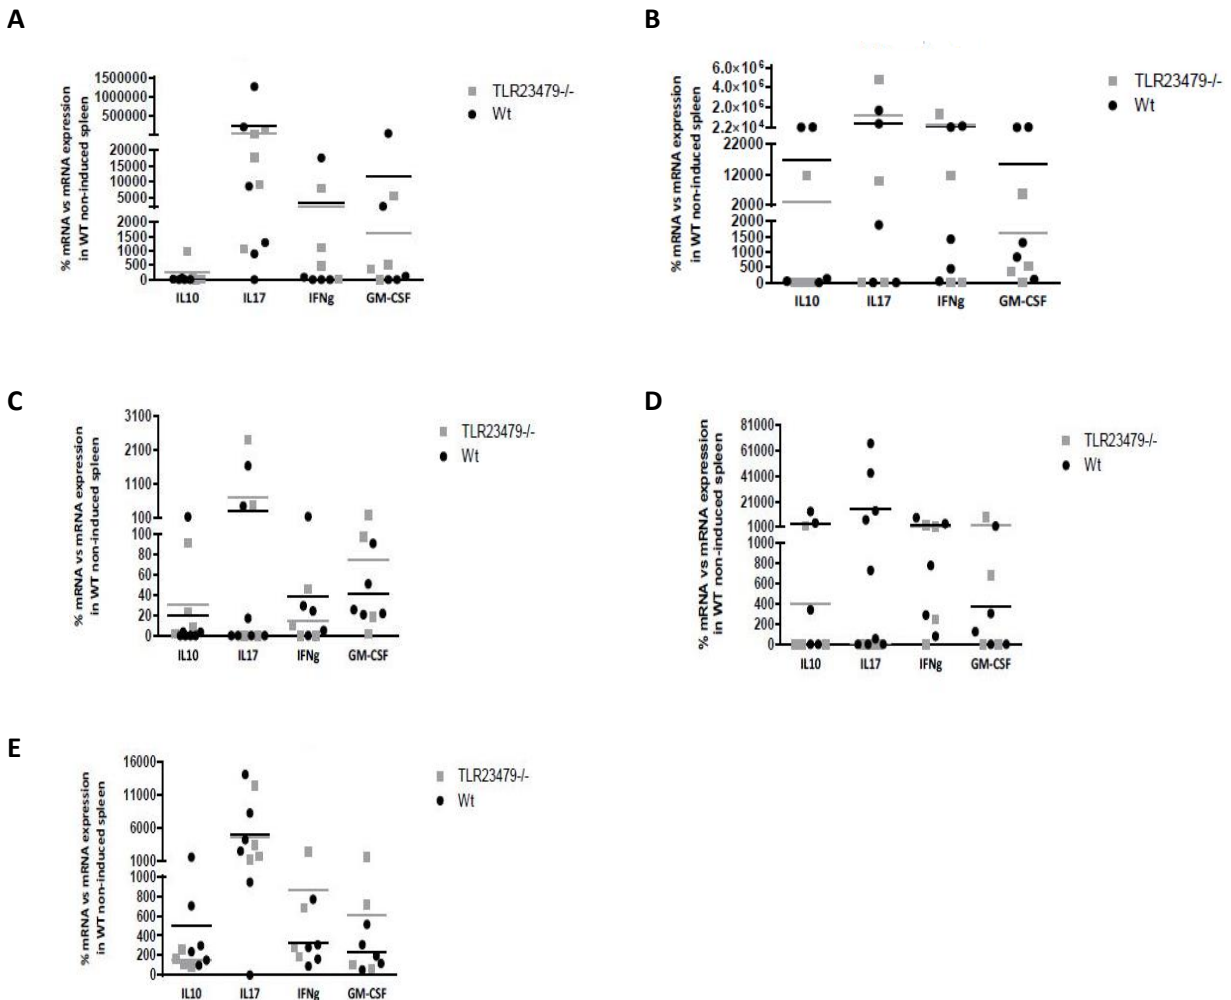 A
% mRNA vs mRNA expression
in WT non-induced spleen
1500000
1000000
500000
20000
15000
10000
5000
2000
1500
1000
500
0
IL10 IL17 IFNg GM-CSF
TLR23479-/-
Wt
B
% mRNA vs mRNA expression
in WT non-induced spleen
6.0×10⁶
4.0×10⁶
2.0×10⁶
2.2×10⁴
22000
12000
2000
2000
1500
1000
500
0
IL10 IL17 IFNg GM-CSF
TLR23479-/-
Wt
C
% mRNA vs mRNA expression
in WT non-induced spleen
3100
2100
1100
100
100
80
60
40
20
0
IL10 IL17 IFNg GM-CSF
TLR23479-/-
Wt
D
% mRNA vs mRNA expression
in WT non-induced spleen
81000
61000
41000
21000
1000
1000
800
600
400
200
0
IL10 IL17 IFNg GM-CSF
TLR23479-/-
Wt
E
% mRNA vs mRNA expression
in WT non-induced spleen
16000
11000
6000
1000
1000
800
600
400
200
0
IL10 IL17 IFNg GM-CSF
TLR23479-/-
Wt